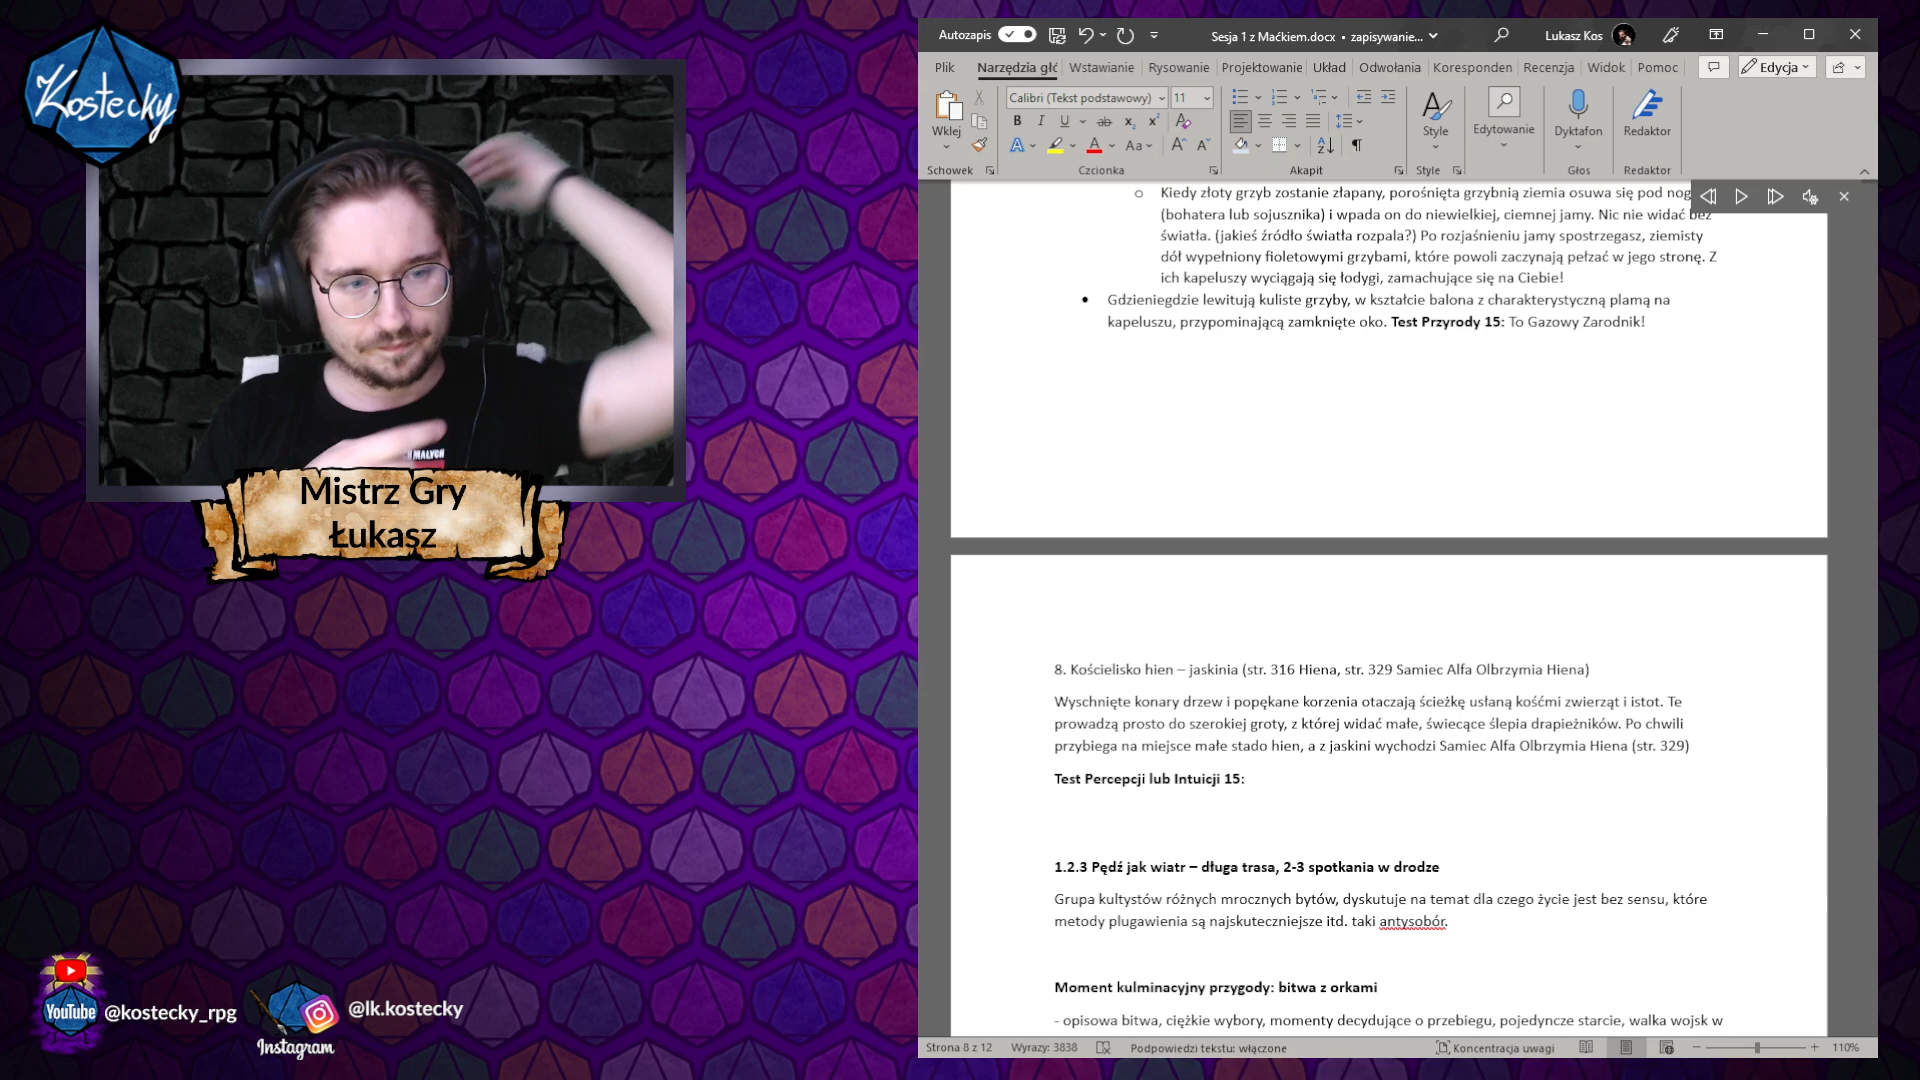 Kostecky
MAŁYCH
Mistrz Gry
Łukasz
YouTube
@kostecky_rpg
Instagram
@lk.kostecky
Autozapis
Sesja 1 z Maćkiem.docx • zapisywanie...
Lukasz Kos
Plik Narzędzia głó Wstawianie Rysowanie Projektowanie Układ Odwołania Koresponden Recenzja Widok Pomoc
Edycja
Calibri (Tekst podstawowy) 11
Wklej
Style
Edytowanie
Dyktafon
Redaktor
Schowek
Czcionka
Akapit
Style
Głos
Redaktor
o Kiedy złoty grzyb zostanie złapany, porośnięta grzybnią ziemia osuwa się pod nog
(bohatera lub sojusznika) i wpada on do niewielkiej, ciemnej jamy. Nic nie widać bez
światła. (jakieś źródło światła rozpala?) Po rozjaśnieniu jamy spostrzegasz, ziemisty
dół wypełniony fioletowymi grzybami, które powoli zaczynają pełzać w jego stronę. Z
ich kapeluszy wyciągają się łodygi, zamachujące się na Ciebie!
• Gdzieniegdzie lewitują kuliste grzyby, w kształcie balona z charakterystyczną plamą na
kapeluszu, przypominającą zamknięte oko. Test Przyrody 15: To Gazowy Zarodnik!
8. Kościelisko hien – jaskinia (str. 316 Hiena, str. 329 Samiec Alfa Olbrzymia Hiena)
Wyschnięte konary drzew i popękane korzenia otaczają ścieżkę usłaną kośćmi zwierząt i istot. Te
prowadzą prosto do szerokiej groty, z której widać małe, świecące ślepia drapieżników. Po chwili
przybiega na miejsce małe stado hien, a z jaskini wychodzi Samiec Alfa Olbrzymia Hiena (str. 329)
Test Percepcji lub Intuicji 15:
1.2.3 Pędź jak wiatr – długa trasa, 2-3 spotkania w drodze
Grupa kultystów różnych mrocznych bytów, dyskutuje na temat dla czego życie jest bez sensu, które
metody plugawienia są najskuteczniejsze itd. taki antysobór.
Moment kulminacyjny przygody: bitwa z orkami
- opisowa bitwa, ciężkie wybory, momenty decydujące o przebiegu, pojedyncze starcie, walka wojsk w
Strona 8 z 12 Wyrazy: 3838 Podpowiedzi tekstu: włączone Koncentracja uwagi 110%